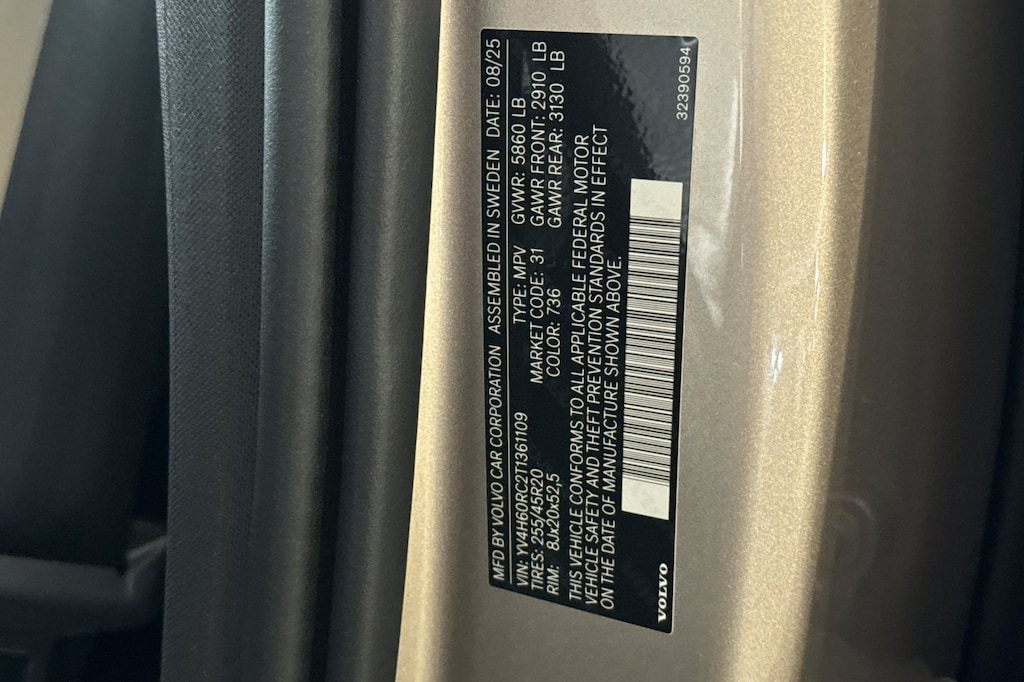 MFD BY VOLVO CAR CORPORATION ASSEMBLED IN SWEDEN DATE: 08/25
VIN: YV4H60RC2T1361109 TYPE: MPV GVWR: 5860 LB
TIRES: 255/45R20 MARKET CODE: 31 GAWR FRONT: 2910 LB
RIM: 8Jx20x52,5 COLOR: 736 GAWR REAR: 3130 LB
THIS VEHICLE CONFORMS TO ALL APPLICABLE FEDERAL MOTOR
VEHICLE SAFETY AND THEFT PREVENTION STANDARDS IN EFFECT
ON THE DATE OF MANUFACTURE SHOWN ABOVE.
VOLVO 32390594